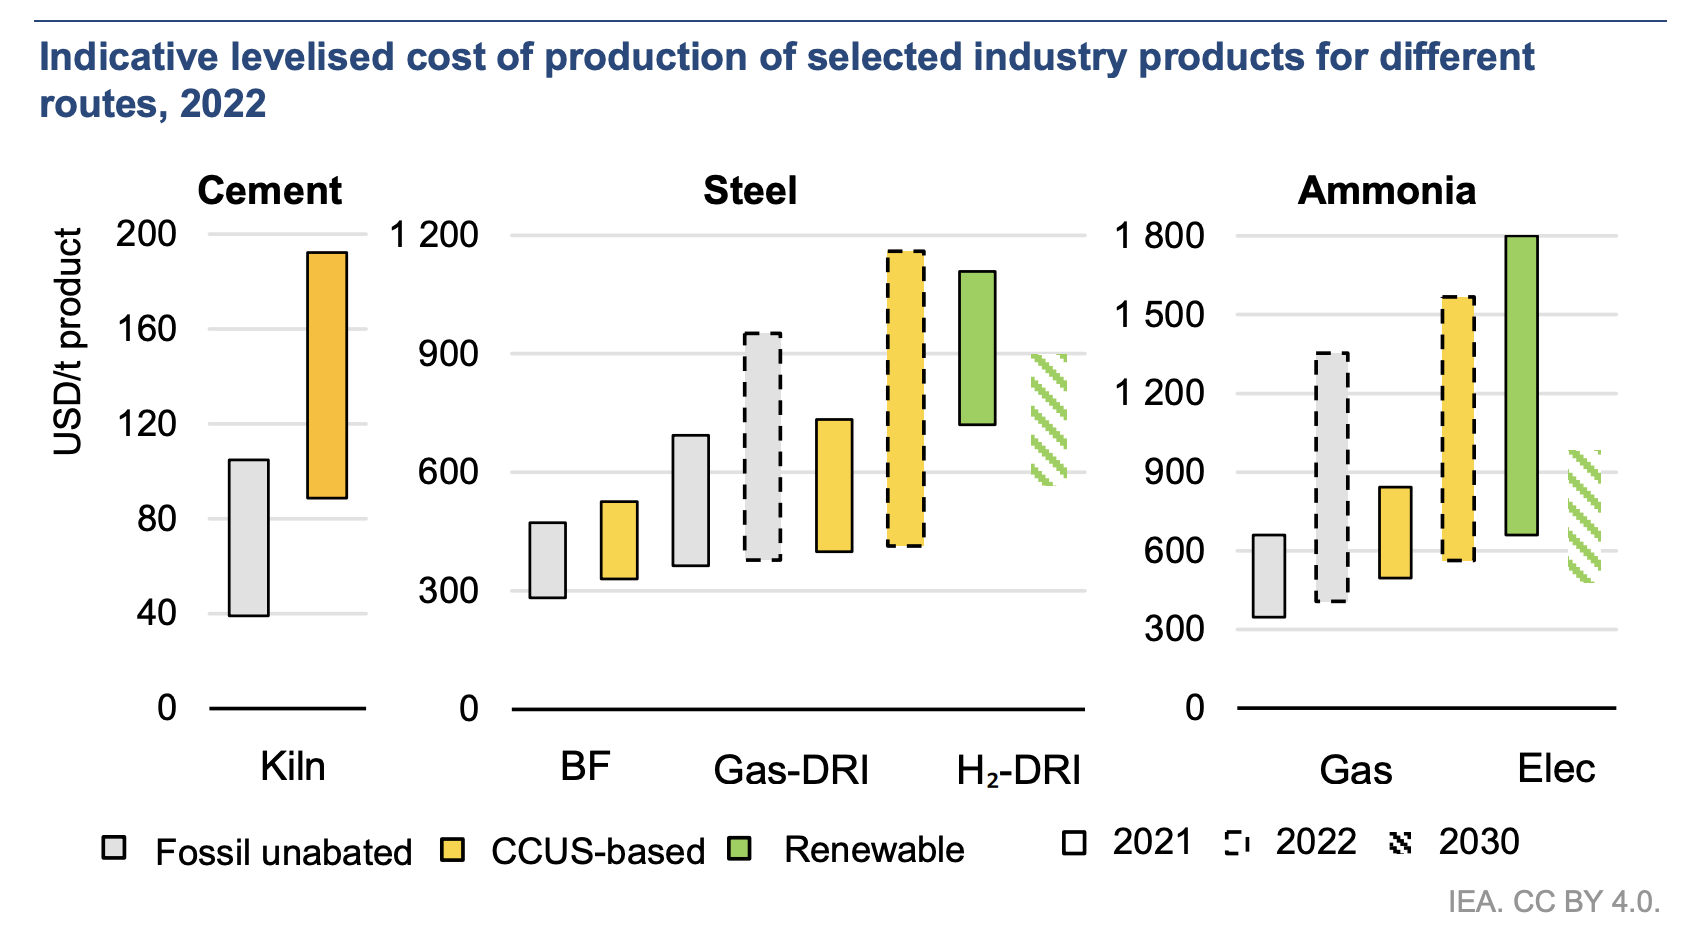 Indicative levelised cost of production of selected industry products for different
routes, 2022
Cement
Steel
Ammonia
USD/t product
200
160
120
80
40
0
Kiln
1 200
900
600
300
0
BF
Gas-DRI
H₂-DRI
1 800
1 500
1 200
900
600
300
0
Gas
Elec
Fossil unabated
CCUS-based
Renewable
2021
2022
2030
IEA. CC BY 4.0.